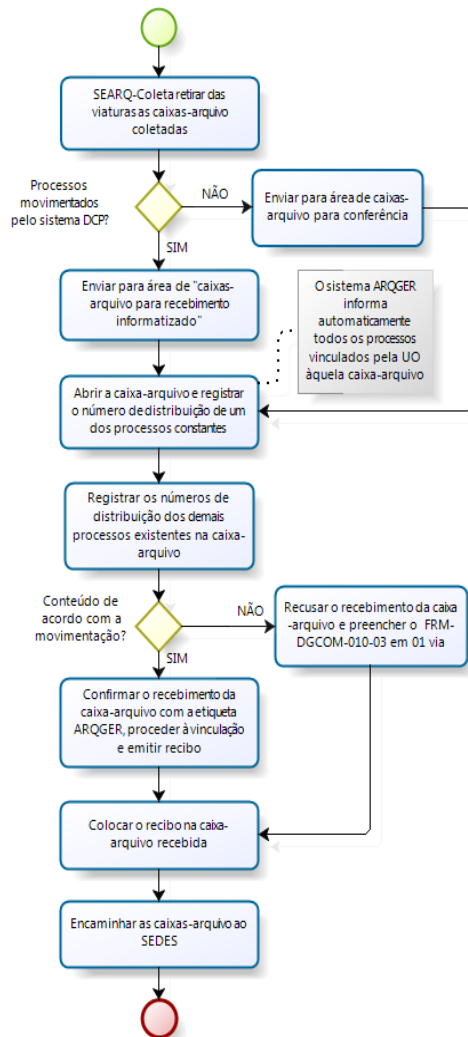 SEARQ-Coleta retirar das
viaturas as caixas-arquivo
coletadas
Processos
movimentados
pelo sistema DCP?
NÃO
Enviar para área de caixas-
arquivo para conferência
SIM
Enviar para área de "caixas-
arquivo para recebimento
informatizado"
O sistema ARQGER
informa
automaticamente
todos os processos
vinculados pela UO
àquela caixa-arquivo
Abrir a caixa-arquivo e registrar
o número de distribuição de um
dos processos constantes
Registrar os números de
distribuição dos demais
processos existentes na caixa-
arquivo
Conteúdo de
acordo com a
movimentação?
NÃO
Recusar o recebimento da caixa
-arquivo e preencher o FRM-
DGCOM-010-03 em 01 via
SIM
Confirmar o recebimento da
caixa-arquivo com a etiqueta
ARQGER, proceder à vinculação
e emitir recibo
Colocar o recibo na caixa-
arquivo recebida
Encaminhar as caixas-arquivo ao
SEDES